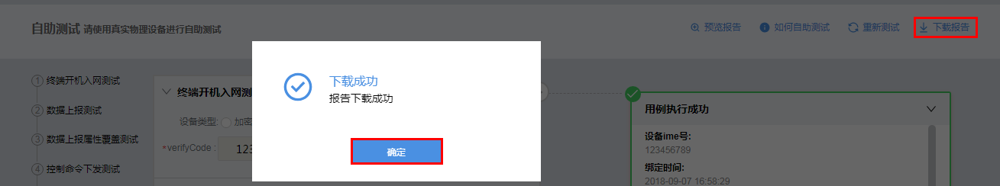 自助测试 请使用真实物理设备进行自助测试
预览报告 如何自助测试 重新测试 下载报告
1 终端开机入网测试
2 数据上报测试
3 数据上报属性覆盖测试
4 控制命令下发测试
终端开机入网测
设备类型: 加密
*verifyCode : 123
下载成功
报告下载成功
确定
用例执行成功
设备ime号:
123456789
绑定时间:
2018-09-07 16:58:29